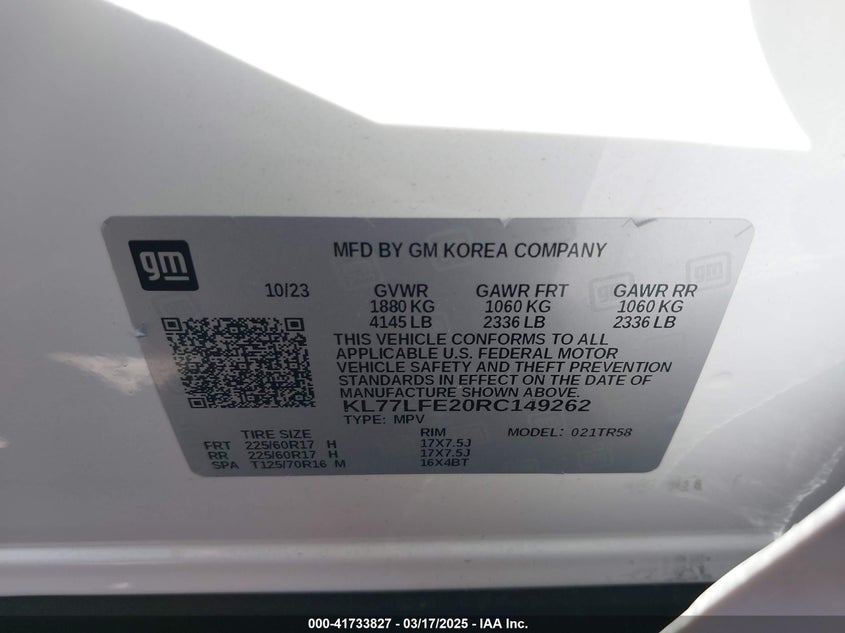 gm
MFD BY GM KOREA COMPANY
10/23 GVWR GAWR FRT GAWR RR
1880 KG 1060 KG 1060 KG
4145 LB 2336 LB 2336 LB
THIS VEHICLE CONFORMS TO ALL
APPLICABLE U.S. FEDERAL MOTOR
VEHICLE SAFETY AND THEFT PREVENTION
STANDARDS IN EFFECT ON THE DATE OF
MANUFACTURE SHOWN ABOVE.
KL77LFE20RC149262
TYPE: MPV
TIRE SIZE RIM MODEL: 021TR58
FRT 225/60R17 H 17X7.5J
RR 225/60R17 H 17X7.5J
SPA T125/70R16 M 16X4BT
000-41733827 - 03/17/2025 - IAA Inc.